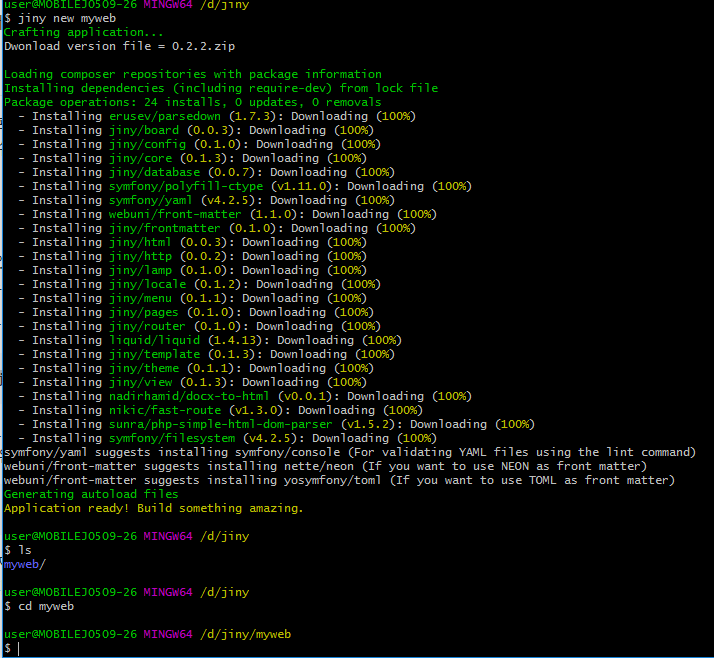 user@MOBILEJO509-26 MINGW64 /d/jiny
$ jiny new myweb
Crafting application...
Dwonload version file = 0.2.2.zip
Loading composer repositories with package information
Installing dependencies (including require-dev) from lock file
Package operations: 24 installs, 0 updates, 0 removals
- Installing erusev/parsedown (1.7.3): Downloading (100%)
- Installing jiny/board (0.0.3): Downloading (100%)
- Installing jiny/config (0.1.0): Downloading (100%)
- Installing jiny/core (0.1.3): Downloading (100%)
- Installing jiny/database (0.0.7): Downloading (100%)
- Installing symfony/polyfill-ctype (v1.11.0): Downloading (100%)
- Installing symfony/yaml (v4.2.5): Downloading (100%)
- Installing webuni/front-matter (1.1.0): Downloading (100%)
- Installing jiny/frontmatter (0.1.0): Downloading (100%)
- Installing jiny/html (0.0.3): Downloading (100%)
- Installing jiny/http (0.0.2): Downloading (100%)
- Installing jiny/lamp (0.1.0): Downloading (100%)
- Installing jiny/locale (0.1.2): Downloading (100%)
- Installing jiny/menu (0.1.1): Downloading (100%)
- Installing jiny/pages (0.1.0): Downloading (100%)
- Installing jiny/router (0.1.0): Downloading (100%)
- Installing liquid/liquid (1.4.13): Downloading (100%)
- Installing jiny/template (0.1.3): Downloading (100%)
- Installing jiny/theme (0.1.1): Downloading (100%)
- Installing jiny/view (0.1.3): Downloading (100%)
- Installing nadirhamid/docx-to-html (v0.0.1): Downloading (100%)
- Installing nikic/fast-route (v1.3.0): Downloading (100%)
- Installing sunra/php-simple-html-dom-parser (v1.5.2): Downloading (100%)
- Installing symfony/filesystem (v4.2.5): Downloading (100%)
symfony/yaml suggests installing symfony/console (For validating YAML files using the lint command)
webuni/front-matter suggests installing nette/neon (If you want to use NEON as front matter)
webuni/front-matter suggests installing yosymfony/toml (If you want to use TOML as front matter)
Generating autoload files
Application ready! Build something amazing.
user@MOBILEJO509-26 MINGW64 /d/jiny
$ ls
myweb/
user@MOBILEJO509-26 MINGW64 /d/jiny
$ cd myweb
user@MOBILEJO509-26 MINGW64 /d/jiny/myweb
$